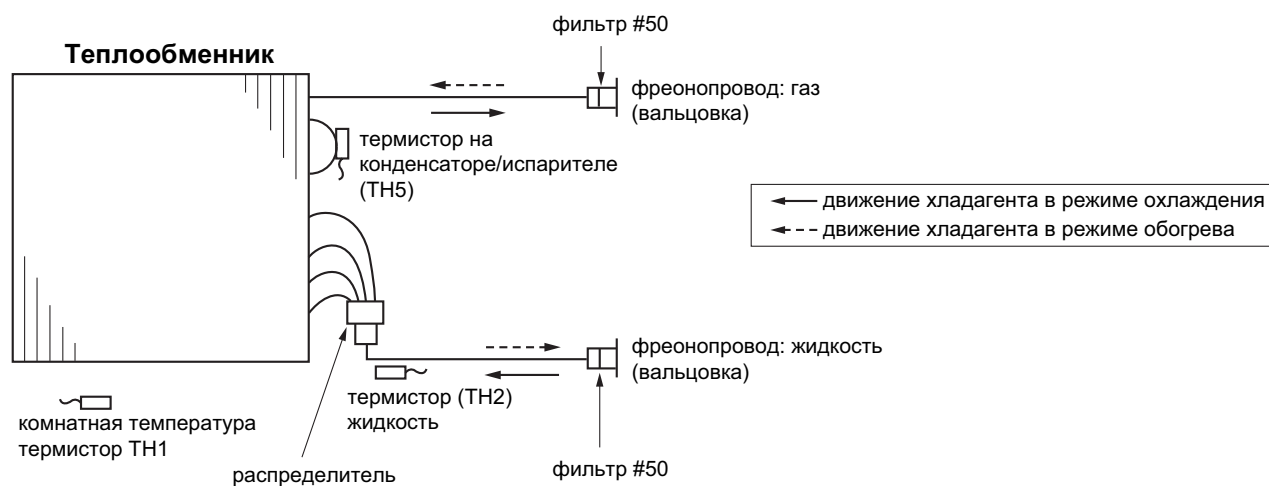 фильтр #50
Теплообменник
фреонопровод: газ
(вальцовка)
термистор на
конденсаторе/испарителе
(TH5)
движение хладагента в режиме охлаждения
движение хладагента в режиме обогрева
фреонопровод: жидкость
(вальцовка)
термистор (TH2)
жидкость
комнатная температура
термистор TH1
распределитель
фильтр #50